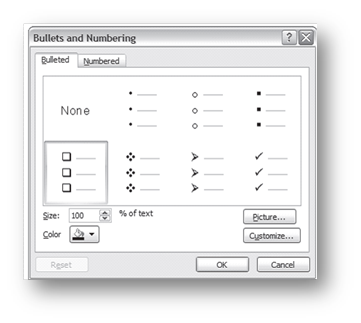 Bullets and Numbering
Bulleted Numbered
None
Size: 100 % of text
Picture...
Color
Customize...
Reset OK Cancel